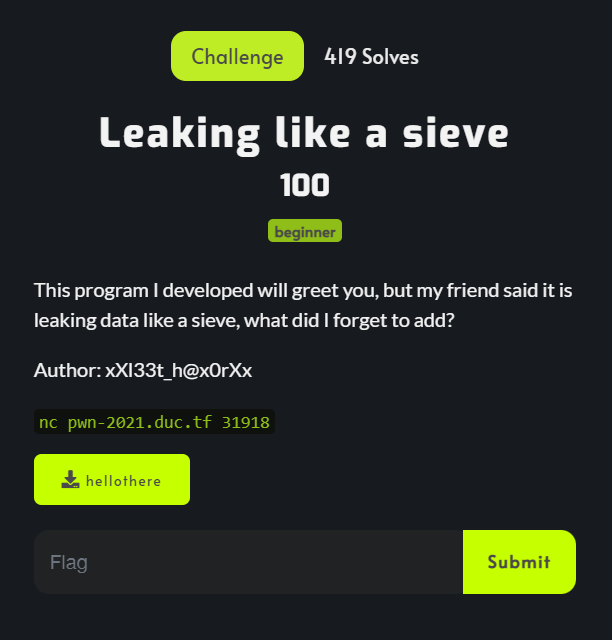 Challenge
419 Solves
Leaking like a sieve
100
beginner
This program I developed will greet you, but my friend said it is
leaking data like a sieve, what did I forget to add?
Author: xXl33t_h@x0rXx
nc pwn-2021.duc.tf 31918
hellothere
Flag
Submit